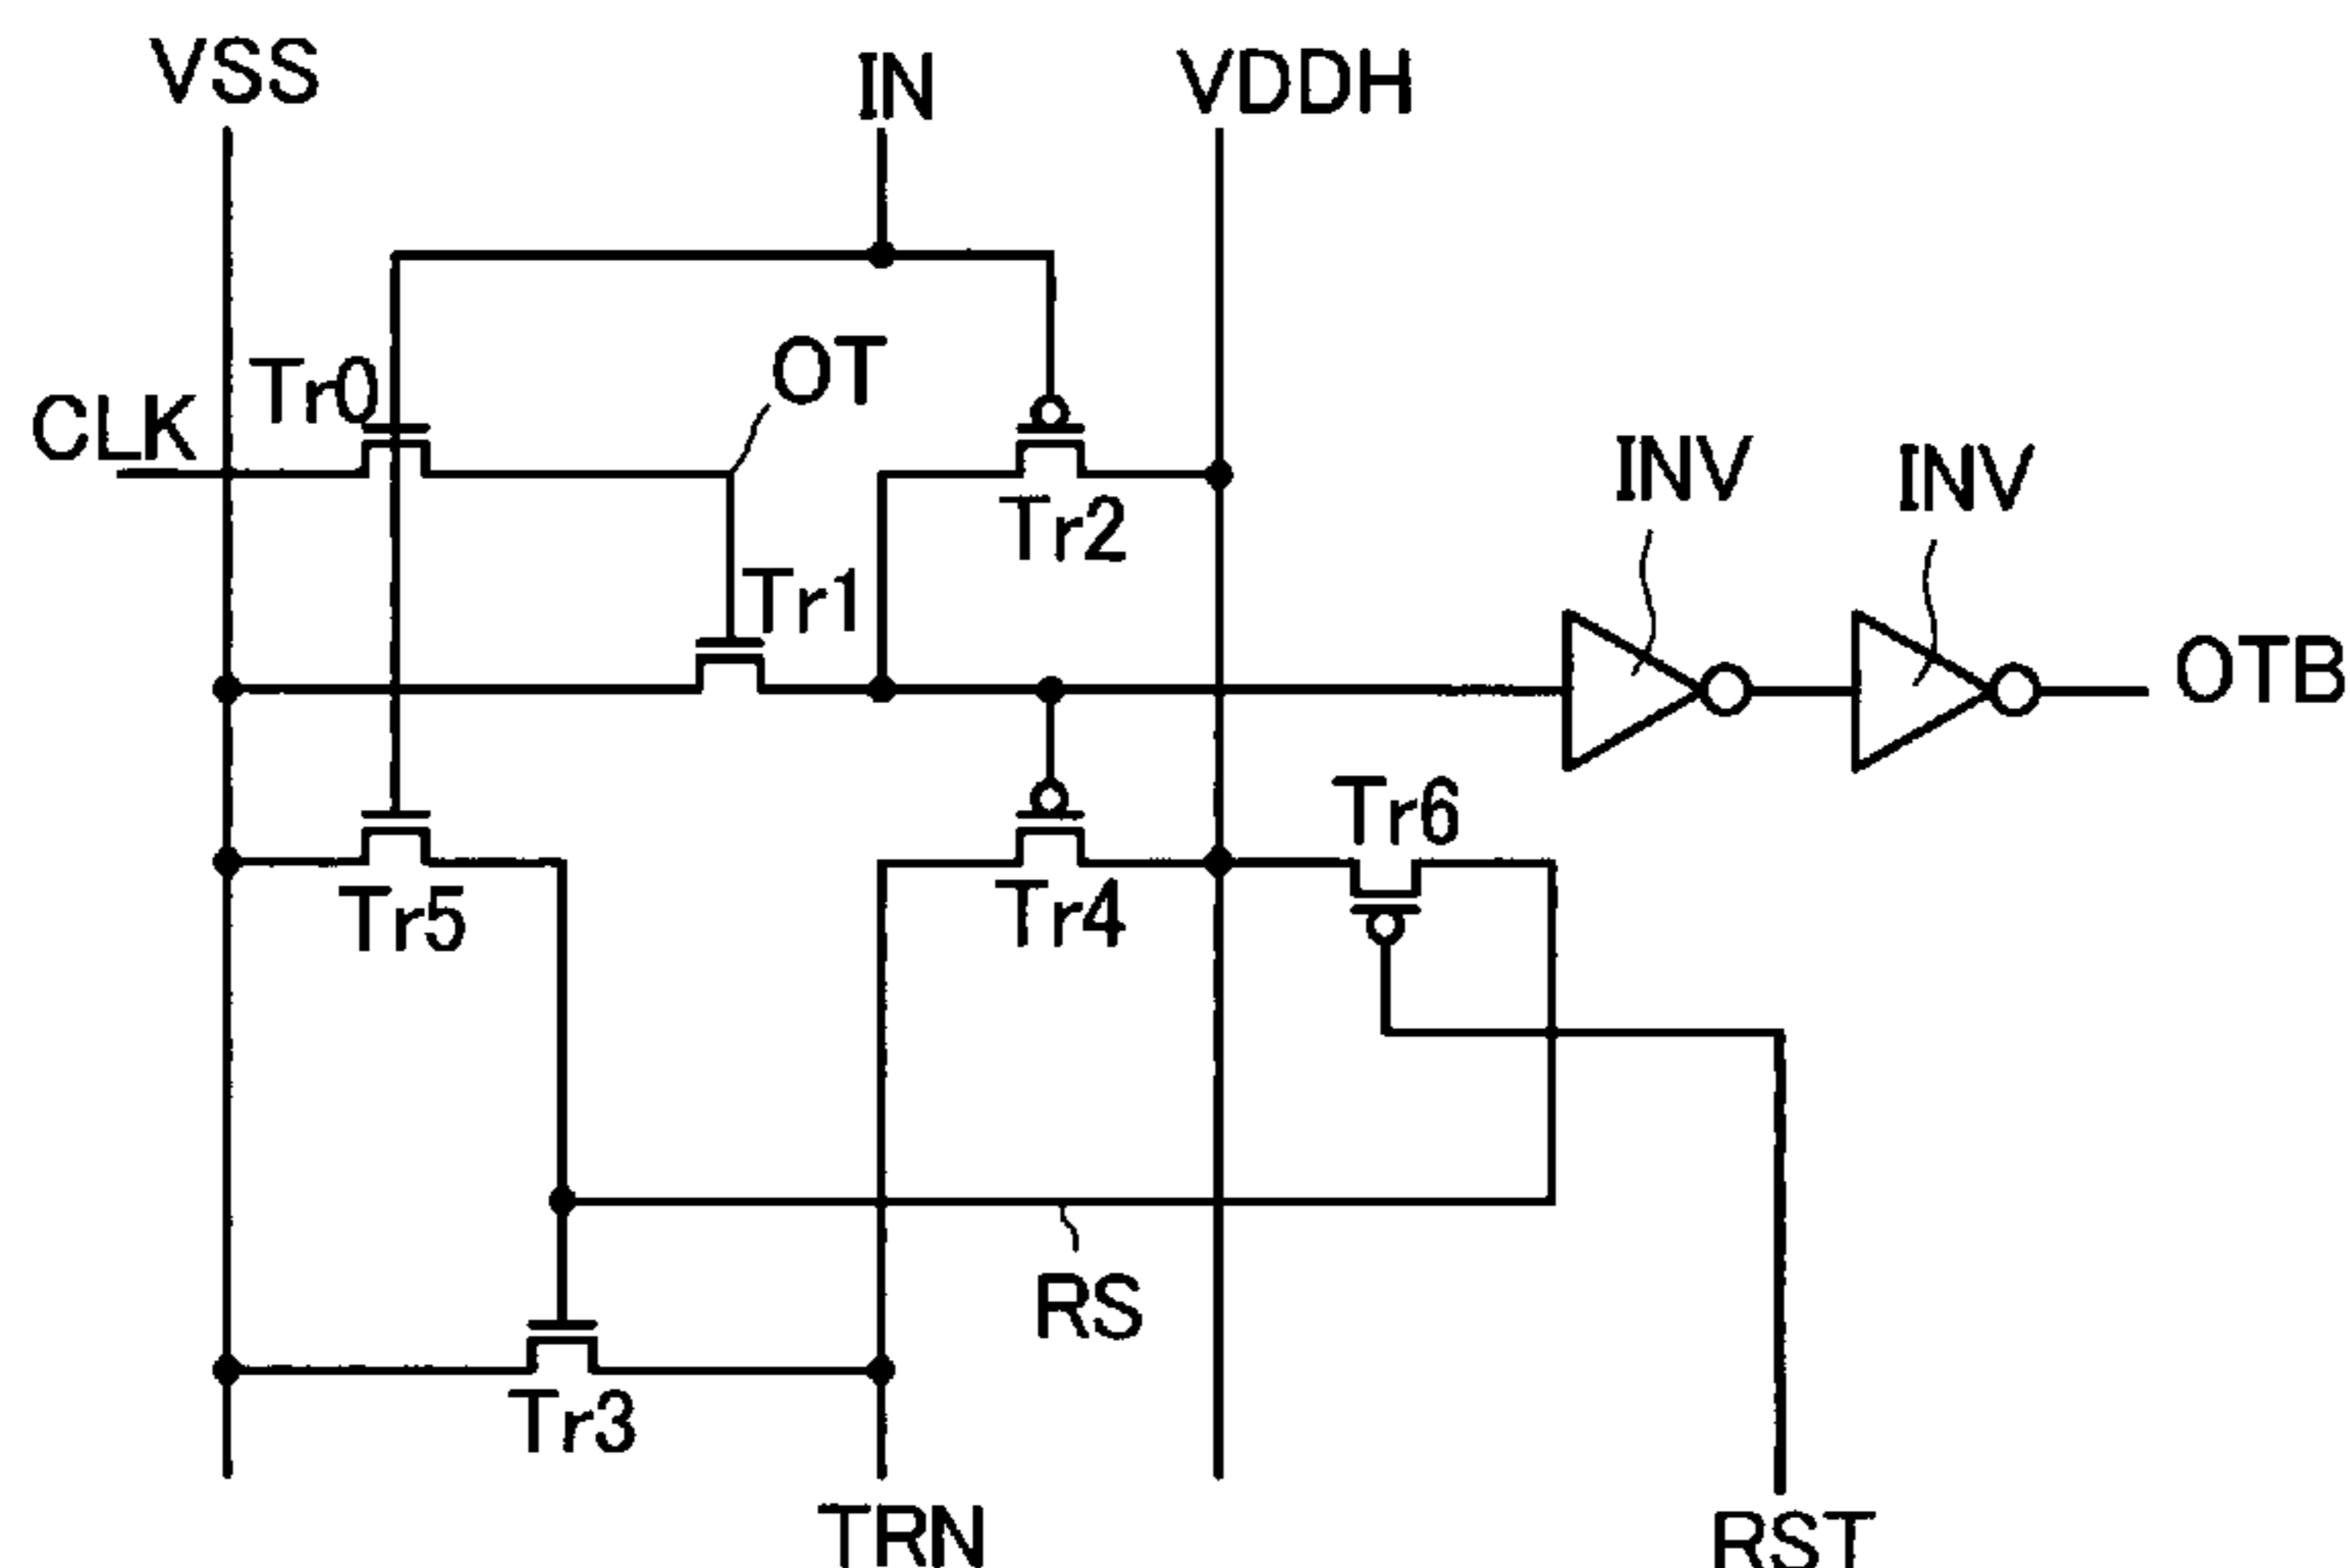 VSS
IN
VDDH
Tr0
OT
CLK
INV
INV
Tr2
Tr1
OTB
Tr6
Tr5
Tr4
RS
Tr3
TRN
RST